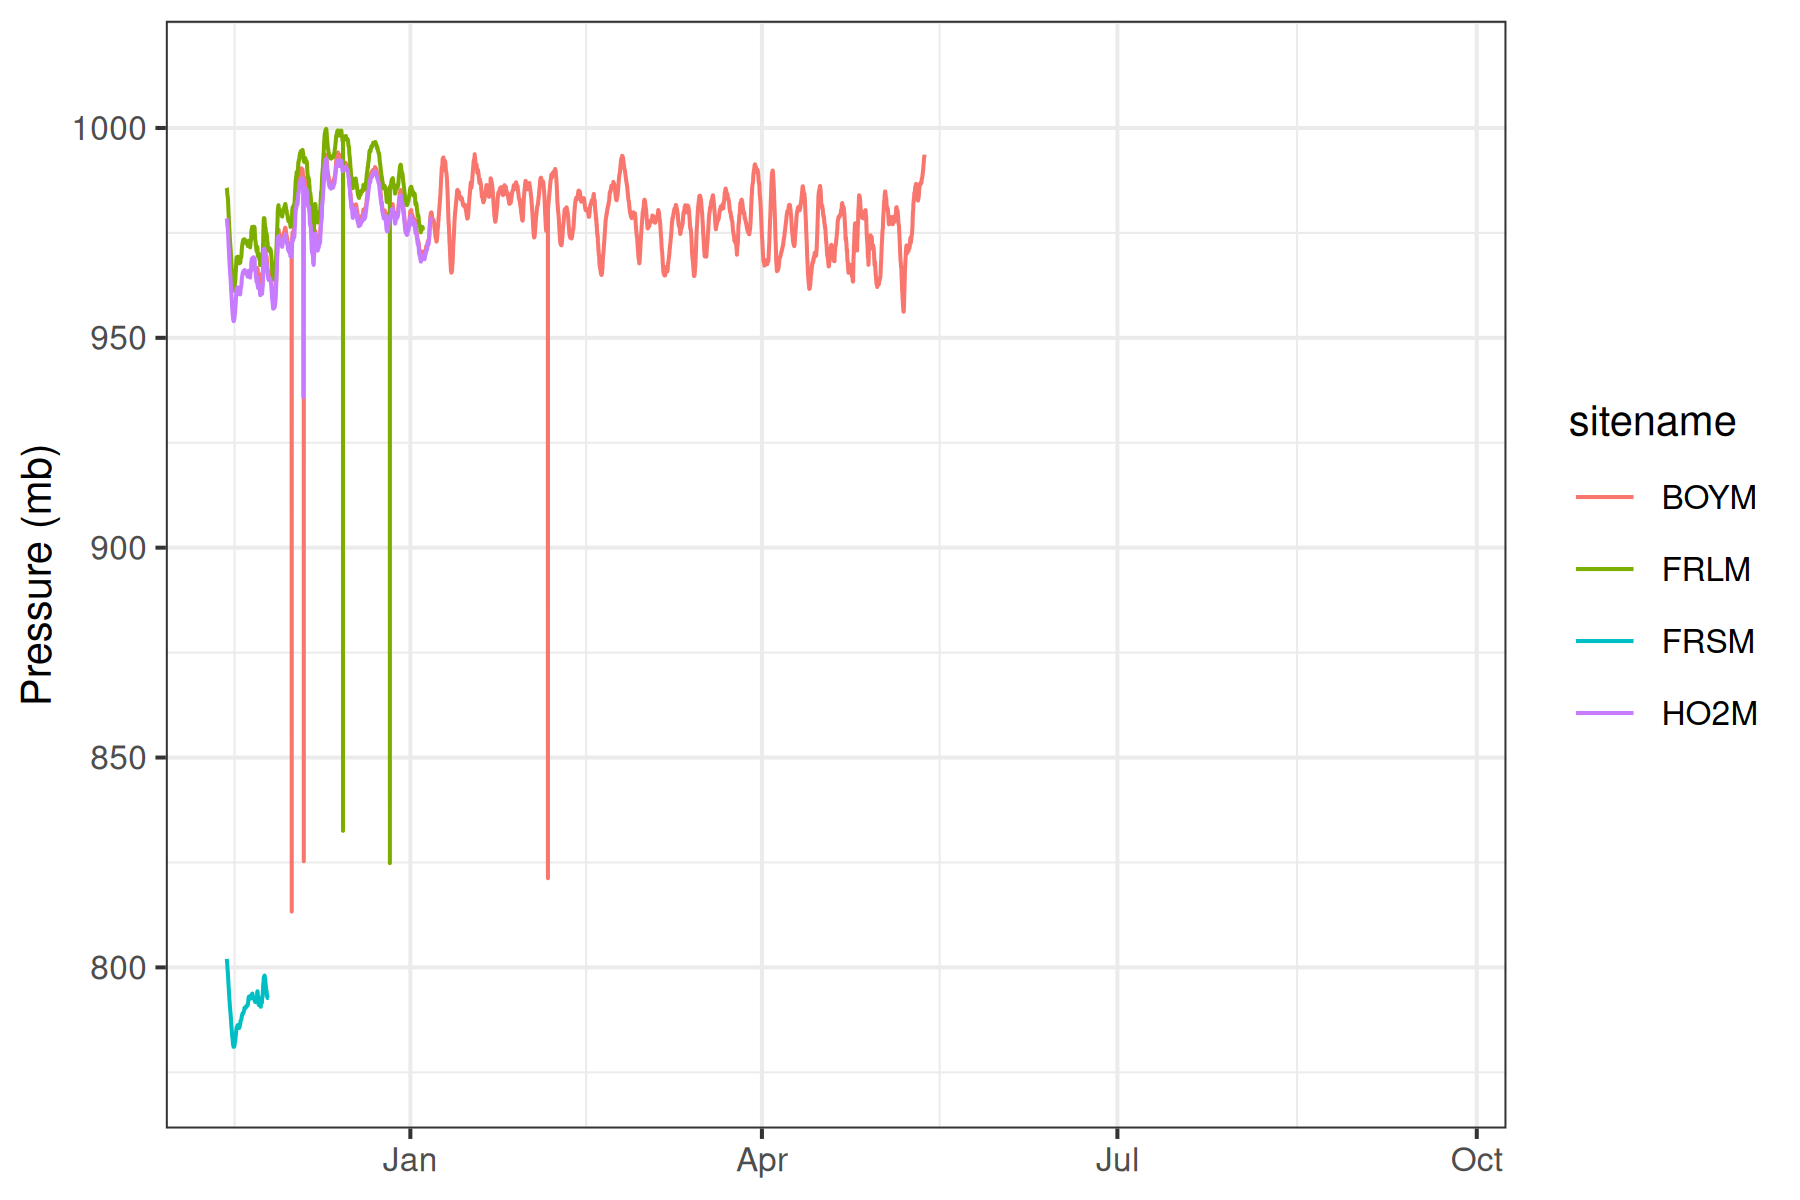 Pressure (mb)
1000
950
900
850
800
Jan
Apr
Jul
Oct
sitename
BOYM
FRLM
FRSM
HO2M